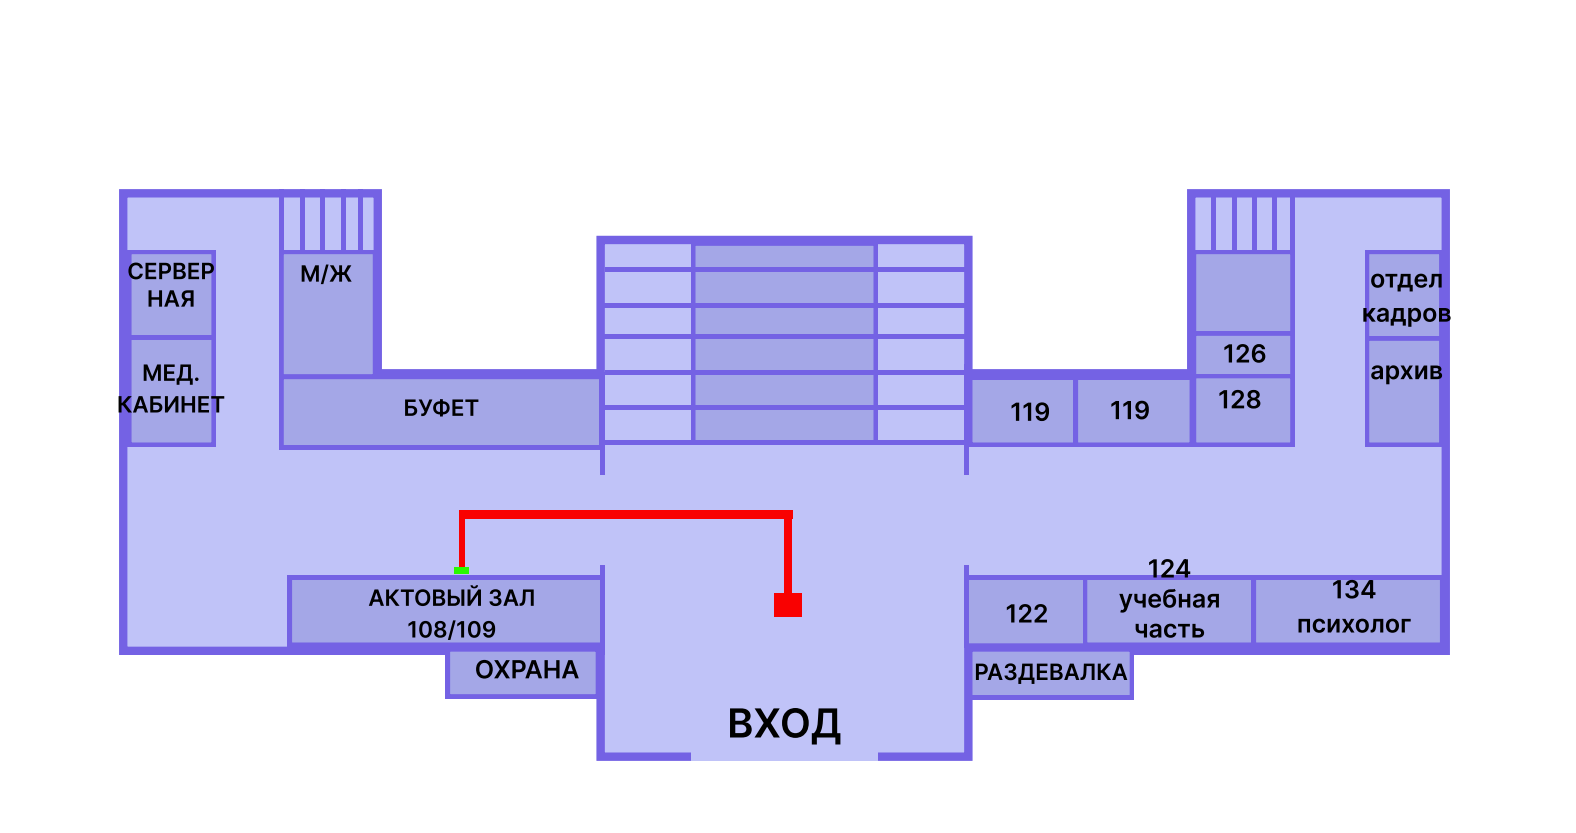 СЕРВЕР
НАЯ
МЕД.
КАБИНЕТ
М/Ж
БУФЕТ
119
119
126
128
отдел
кадров
архив
АКТОВЫЙ ЗАЛ
108/109
ОХРАНА
ВХОД
122
124
учебная
часть
134
психолог
РАЗДЕВАЛКА